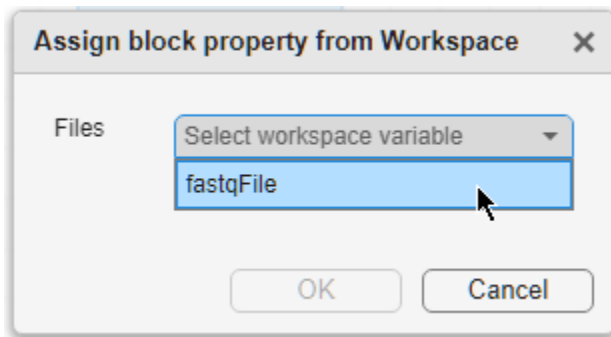 Assign block property from Workspace
Files
Select workspace variable
fastqFile
OK
Cancel